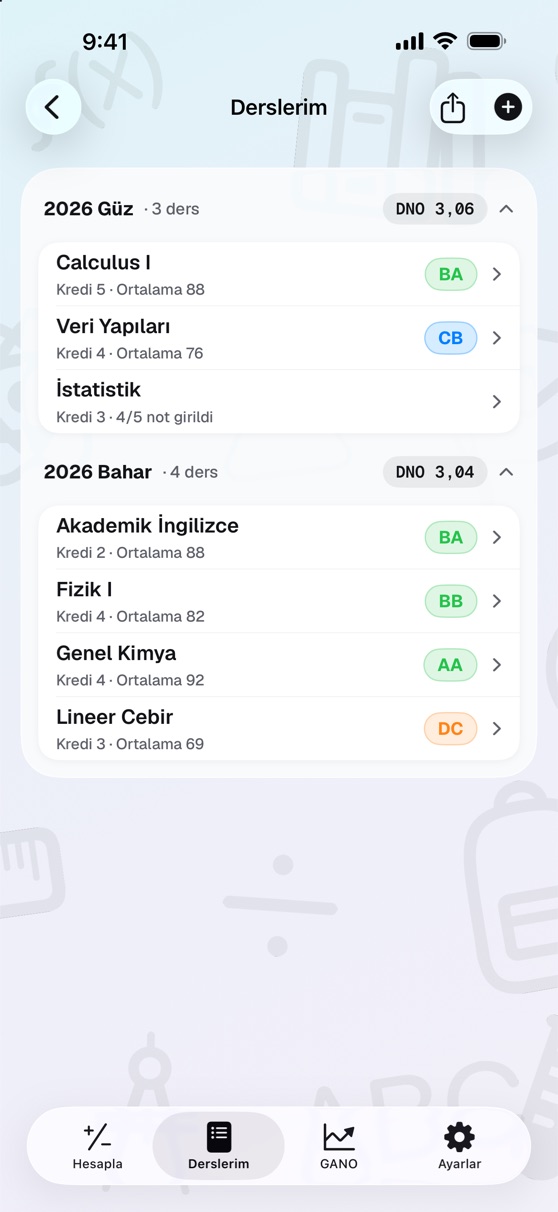 9:41
Derslerim
2026 Güz · 3 ders DNO 3,06
Calculus I BA
Kredi 5 · Ortalama 88
Veri Yapıları CB
Kredi 4 · Ortalama 76
İstatistik
Kredi 3 · 4/5 not girildi
2026 Bahar · 4 ders DNO 3,04
Akademik İngilizce BA
Kredi 2 · Ortalama 88
Fizik I BB
Kredi 4 · Ortalama 82
Genel Kimya AA
Kredi 4 · Ortalama 92
Lineer Cebir DC
Kredi 3 · Ortalama 69
Hesapla Derslerim GANO Ayarlar